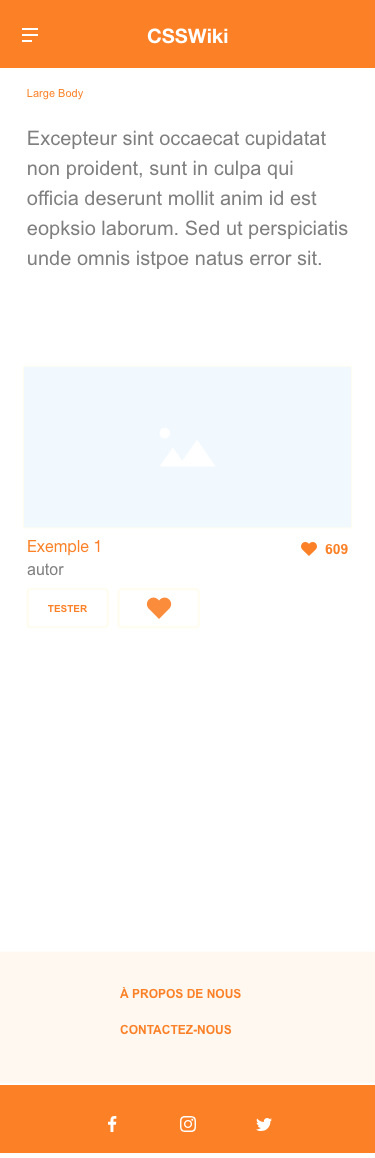 CSSWiki
Large Body
Excepteur sint occaecat cupidatat
non proident, sunt in culpa qui
officia deserunt mollit anim id est
eopksio laborum. Sed ut perspiciatis
unde omnis istpoe natus error sit.
Exemple 1
609
autor
TESTER
À PROPOS DE NOUS
CONTACTEZ-NOUS